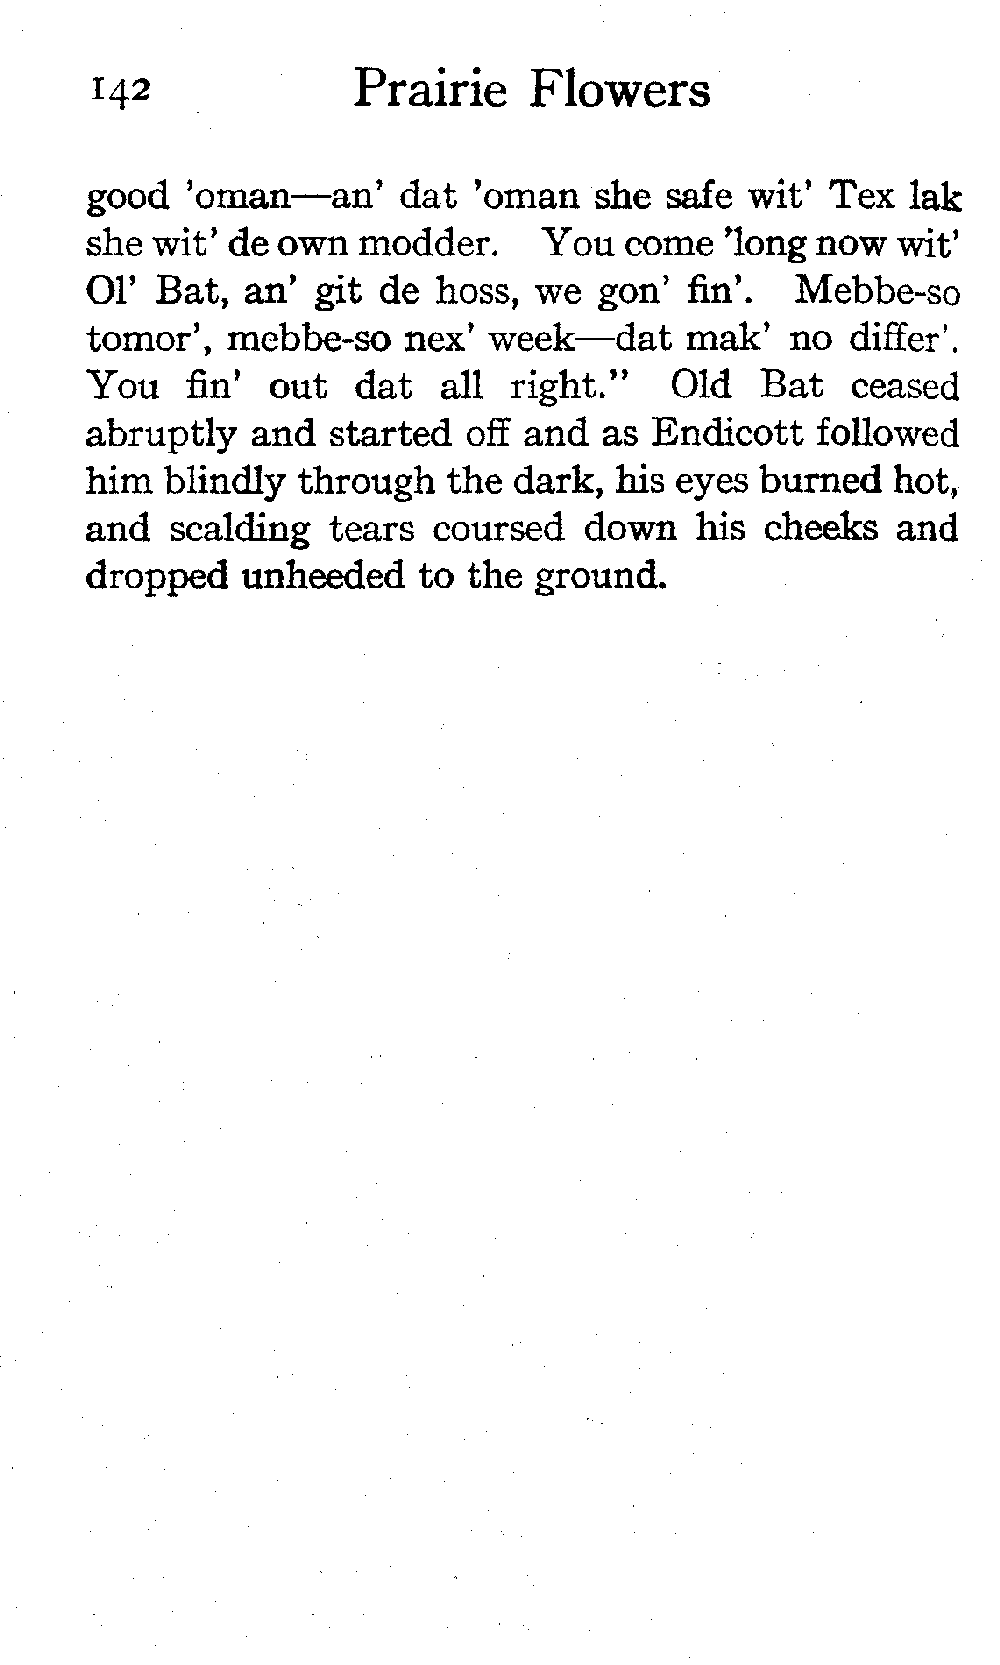 142 Prairie Flowers
good 'oman—an' dat 'oman she safe wit' Tex lak
she wit' de own modder. You come 'long now wit'
Ol' Bat, an' git de hoss, we gon' fin'. Mebbe-so
tomor', mebbe-so nex' week—dat mak' no differ'.
You fin' out dat all right." Old Bat ceased
abruptly and started off and as Endicott followed
him blindly through the dark, his eyes burned hot,
and scalding tears coursed down his cheeks and
dropped unheeded to the ground.